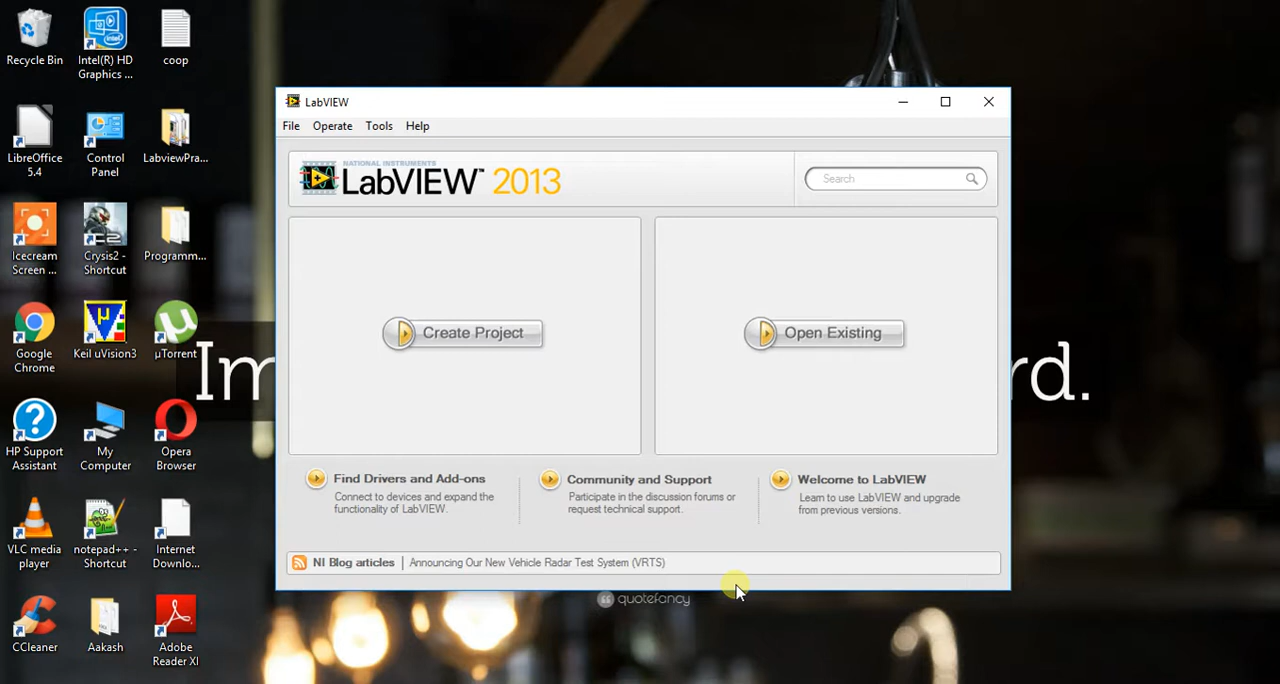 Recycle Bin
Intel(R) HD
Graphics ...
coop
LibreOffice
5.4
Control
Panel
LabviewPra...
Icecream
Screen ...
Crysis2 -
Shortcut
Programm...
Google
Chrome
Keil uVision3
µTorrent
HP Support
Assistant
My
Computer
Opera
Browser
VLC media
player
notepad++ -
Shortcut
Internet
Downlo...
CCleaner
Aakash
Adobe
Reader XI
LabVIEW
File Operate Tools Help
NATIONAL INSTRUMENTS
LabVIEW™ 2013
Search
Create Project
Open Existing
Find Drivers and Add-ons
Connect to devices and expand the
functionality of LabVIEW.
Community and Support
Participate in the discussion forums or
request technical support.
Welcome to LabVIEW
Learn to use LabVIEW and upgrade
from previous versions.
NI Blog articles | Announcing Our New Vehicle Radar Test System (VRTS)
Im
rd.
quotefancy